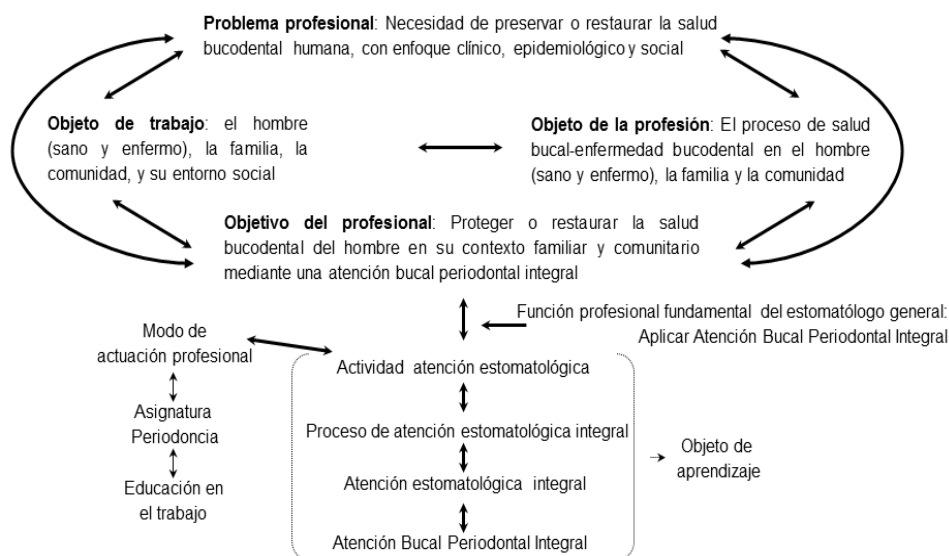 Problema profesional: Necesidad de preservar o restaurar la salud
bucodental humana, con enfoque clínico, epidemiológico y social
Objeto de trabajo: el hombre
(sano y enfermo), la familia, la
comunidad, y su entorno social
Objeto de la profesión: El proceso de salud
bucal-enfermedad bucodental en el hombre
(sano y enfermo), la familia y la comunidad
Objetivo del profesional: Proteger o restaurar la salud
bucodental del hombre en su contexto familiar y comunitario
mediante una atención bucal periodontal integral
Función profesional fundamental del estomatólogo general:
Aplicar Atención Bucal Periodontal Integral
Modo de
actuación profesional
Asignatura
Periodoncia
Educación en
el trabajo
Actividad atención estomatológica
Proceso de atención estomatológica integral
Atención estomatológica integral
Atención Bucal Periodontal Integral
Objeto de
aprendizaje